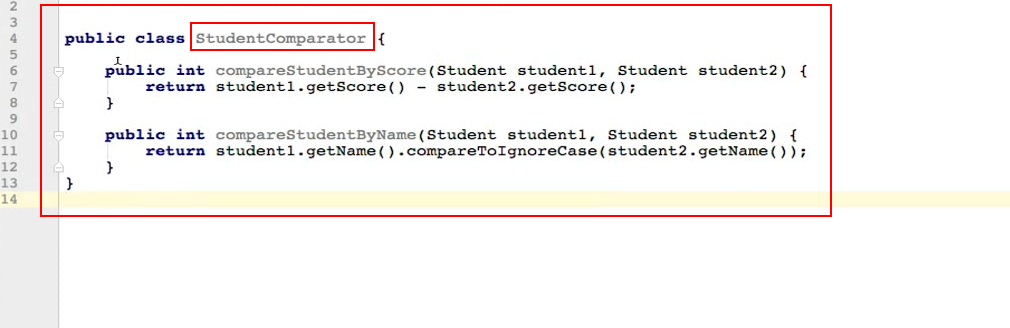 2
3
4 public class StudentComparator {
5
6 public int compareStudentByScore(Student student1, Student student2) {
7 return student1.getScore() - student2.getScore();
8 }
9
10 public int compareStudentByName(Student student1, Student student2) {
11 return student1.getName().compareToIgnoreCase(student2.getName());
12 }
13 }
14